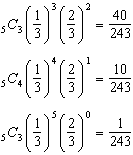 ₅C₃(1/3)³(2/3)² = 40/243
₅C₄(1/3)⁴(2/3)¹ = 10/243
₅C₃(1/3)⁵(2/3)⁰ = 1/243